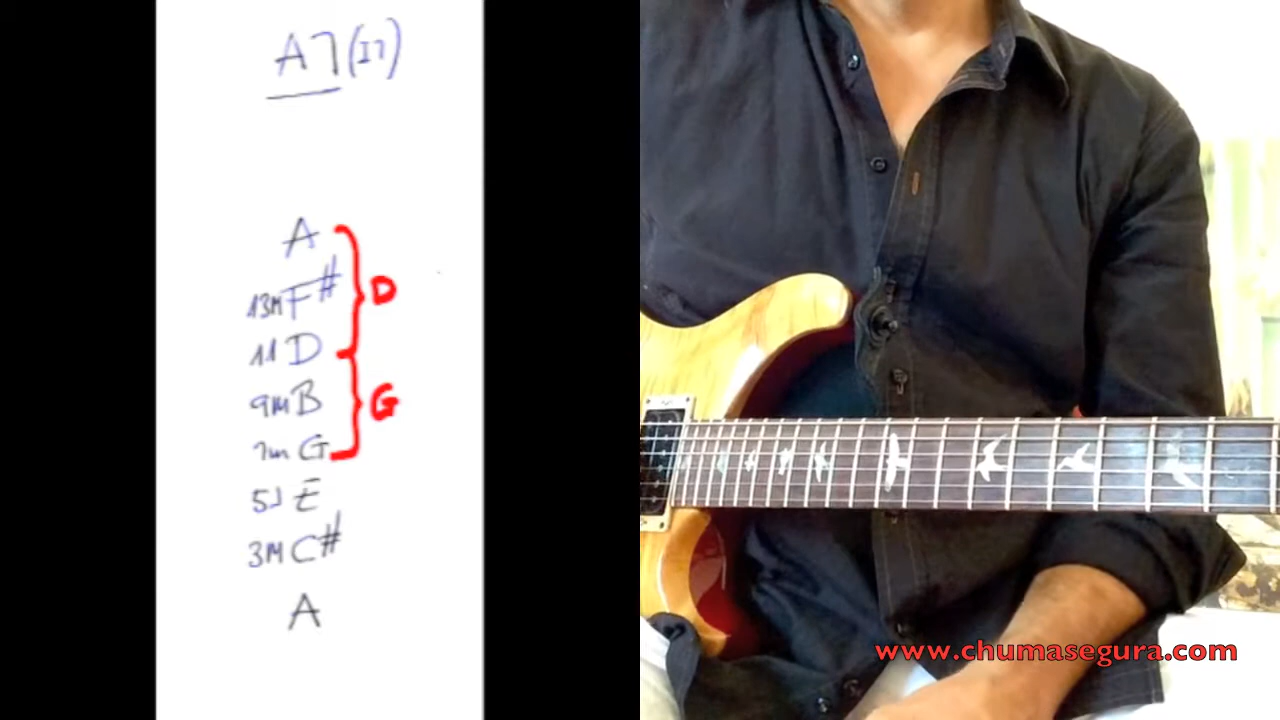 A7 (I7)
A
13M F# D
11 D
9M B G
7m G
5J E
3M C#
A
www.chumasegura.com